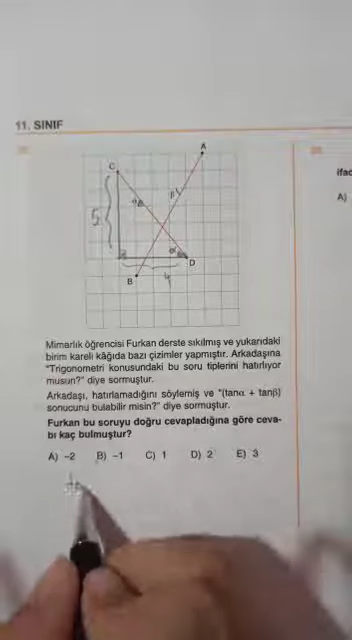 11. SINIF
A
C
5
4
D
B
Mimarlık öğrencisi Furkan derste sıkılmış ve yukarıdaki
birim kareli kâğıda bazı çizimler yapmıştır. Arkadaşına
"Trigonometri konusundaki bu soru tiplerini hatırlıyor
musun?" diye sormuştur.
Arkadaşı, hatırlamadığını söylemiş ve "(tanα + tanβ)
sonucunu bulabilir misin?" diye sormuştur.
Furkan bu soruyu doğru cevapladığına göre ceva-
bı kaç bulmuştur?
A) -2 B) -1 C) 1 D) 2 E) 3
ifac
A)